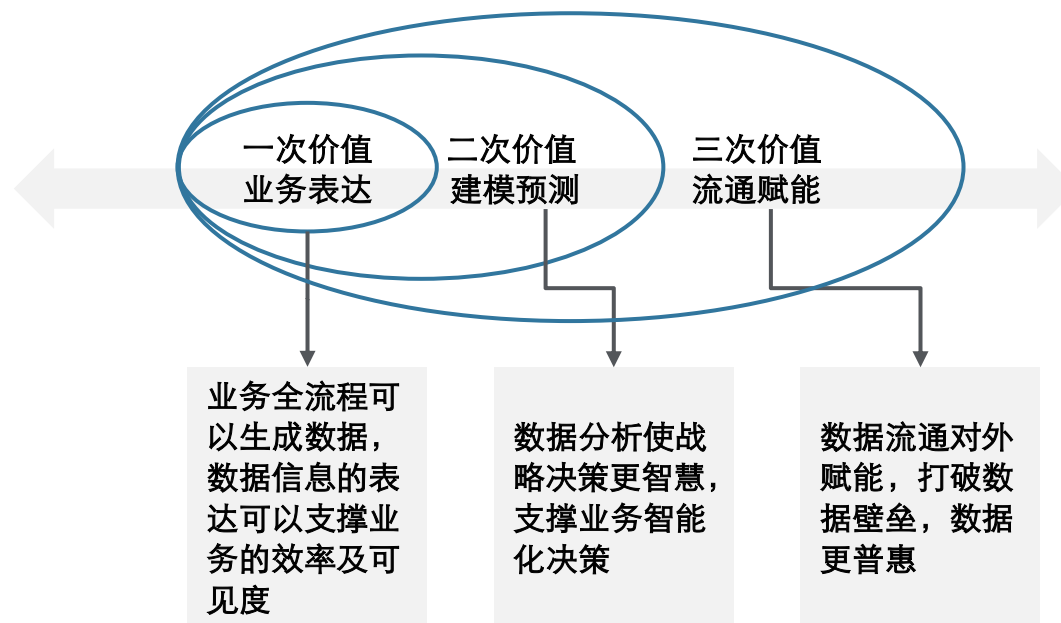 一次价值
业务表达
二次价值
建模预测
三次价值
流通赋能
业务全流程可
以生成数据，
数据信息的表
达可以支撑业
务的效率及可
见度
数据分析使战
略决策更智慧，
支撑业务智能
化决策
数据流通对外
赋能，打破数
据壁垒，数据
更普惠